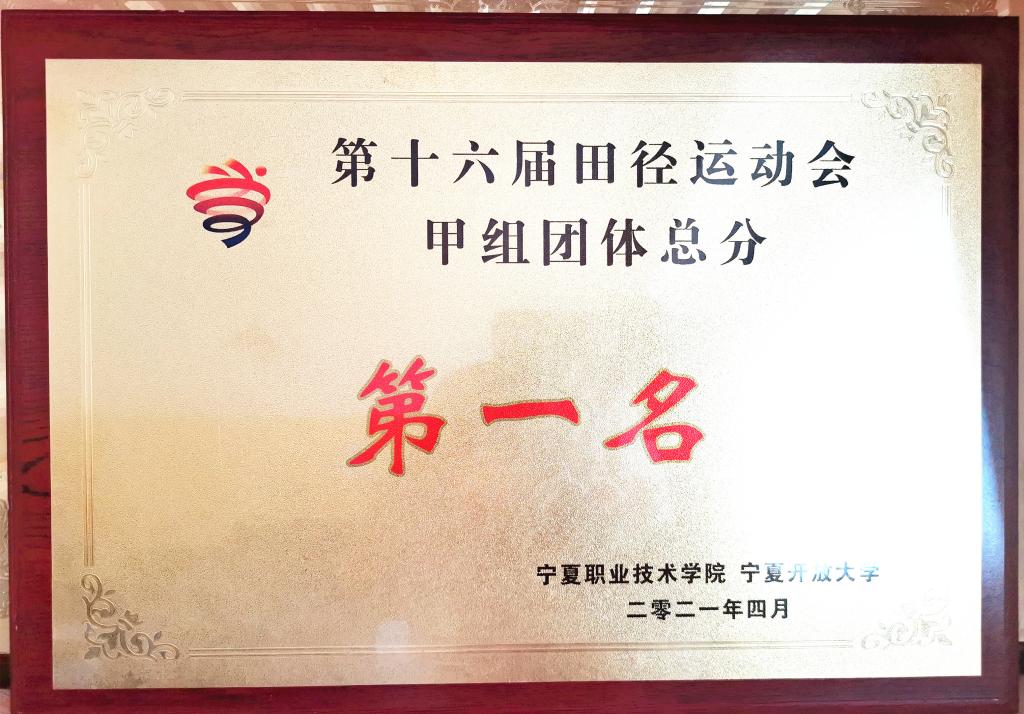 第十六届田径运动会
甲组团体总分
第一名
宁夏职业技术学院 宁夏开放大学
二零二一年四月